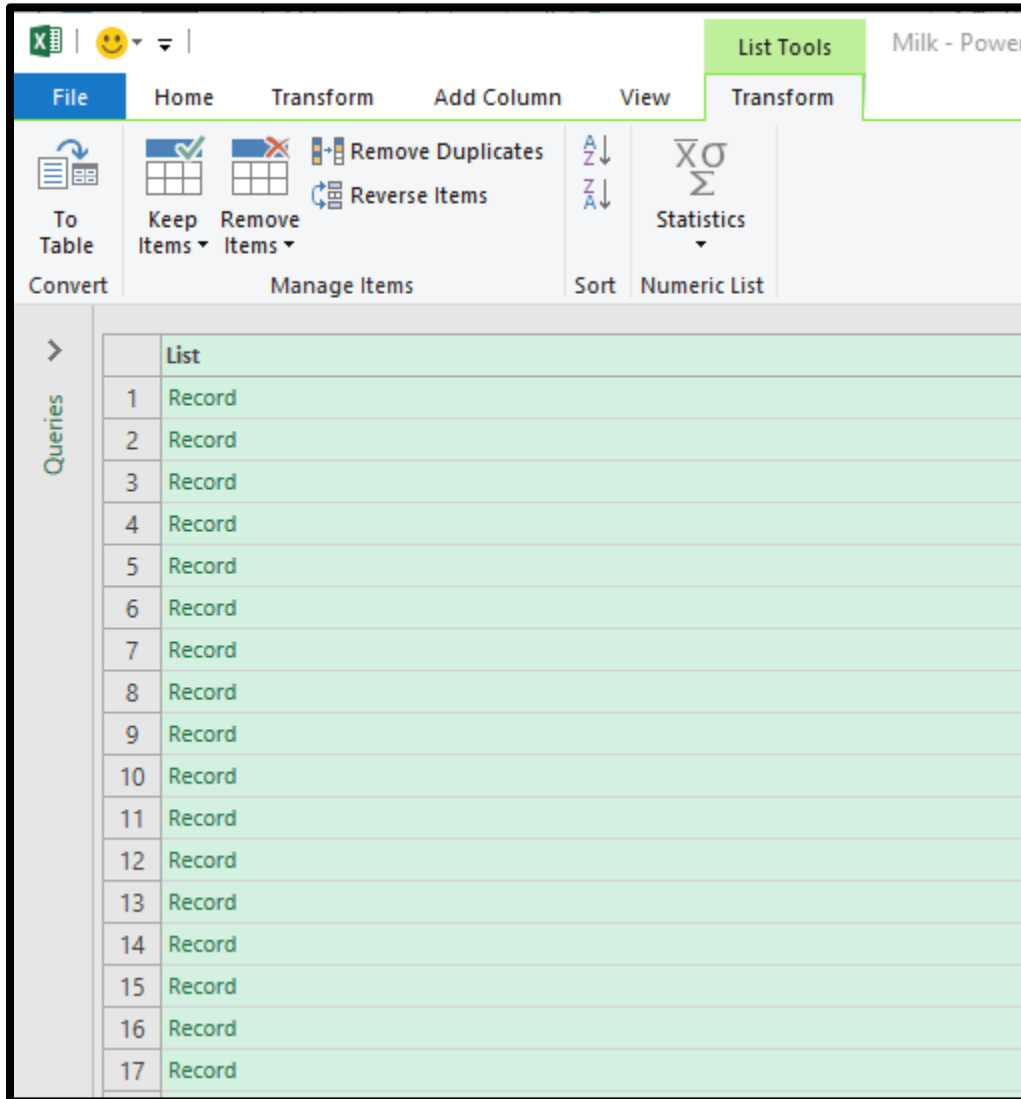 List Tools
Milk - Power
File Home Transform Add Column View Transform
To Table
Keep Items
Remove Items
Remove Duplicates
Reverse Items
Statistics
Convert Manage Items Sort Numeric List
Queries
List
1 Record
2 Record
3 Record
4 Record
5 Record
6 Record
7 Record
8 Record
9 Record
10 Record
11 Record
12 Record
13 Record
14 Record
15 Record
16 Record
17 Record